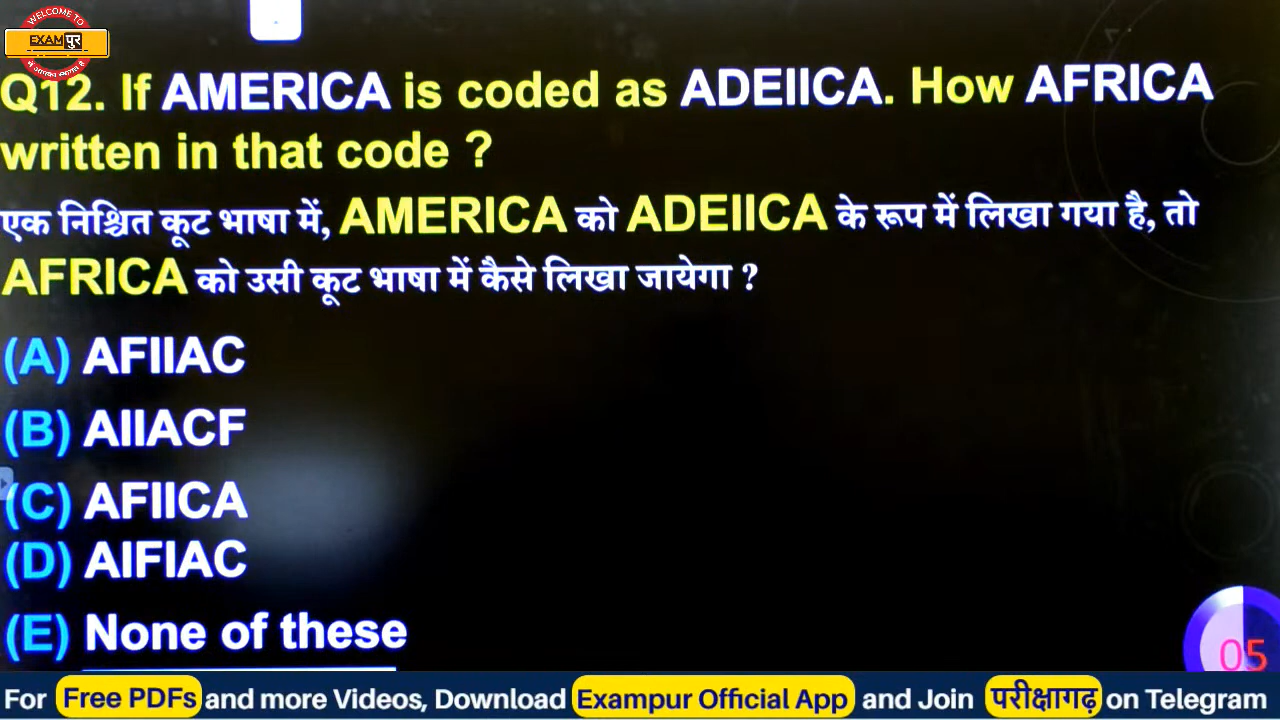 WELCOME TO
EXAMपुर
Q12. If AMERICA is coded as ADEIICA. How AFRICA
written in that code ?
एक निश्चित कूट भाषा में, AMERICA को ADEIICA के रूप में लिखा गया है, तो
AFRICA को उसी कूट भाषा में कैसे लिखा जायेगा ?
(A) AFIIAC
(B) AIIACF
(C) AFIICA
(D) AIFIAC
(E) None of these
05
For Free PDFs and more Videos, Download Exampur Official App and Join परीक्षागढ़ on Telegram